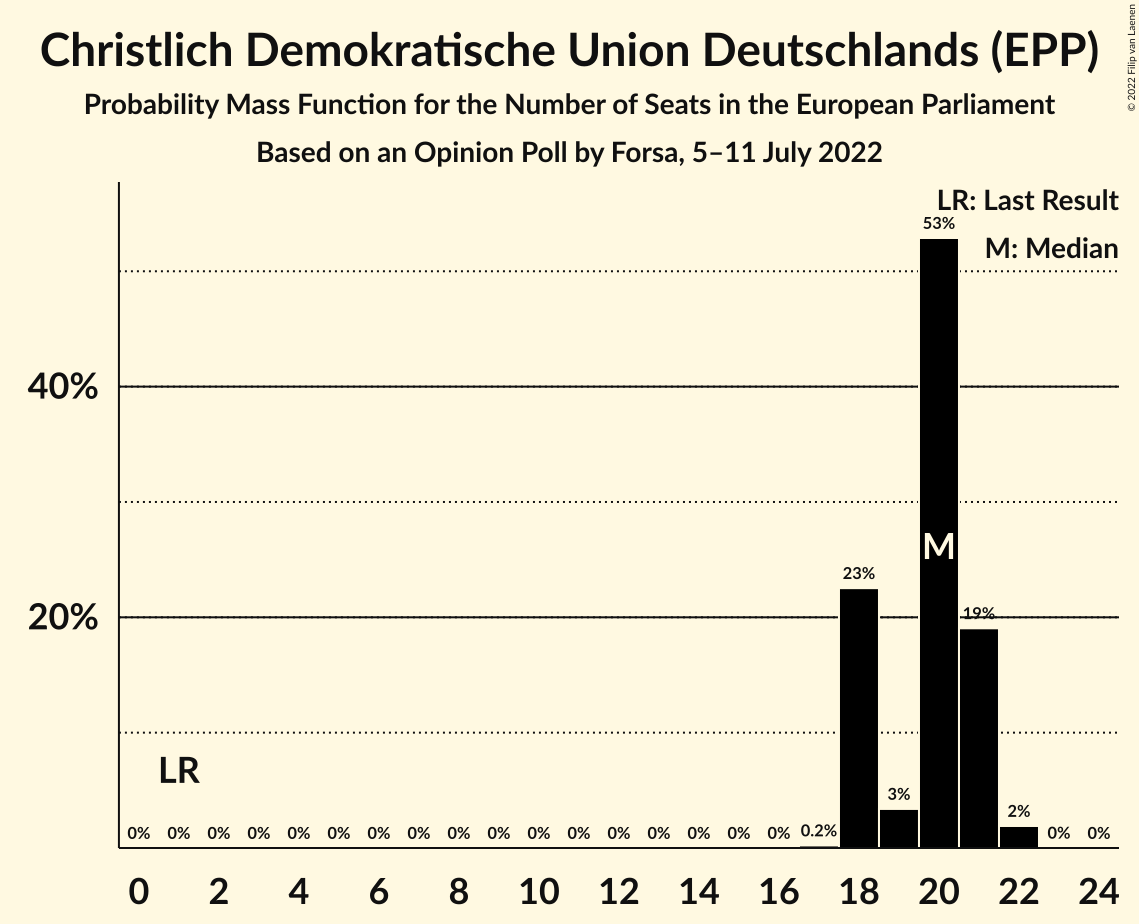 Christlich Demokratische Union Deutschlands (EPP)
Probability Mass Function for the Number of Seats in the European Parliament
Based on an Opinion Poll by Forsa, 5–11 July 2022
© 2022 Filip van Laenen
LR: Last Result
M: Median
53%
40%
M
23%
20%
19%
LR
3%
2%
0% 0% 0% 0% 0% 0% 0% 0% 0% 0% 0% 0% 0% 0% 0% 0% 0% 0.2% 0% 0%
0 2 4 6 8 10 12 14 16 18 20 22 24